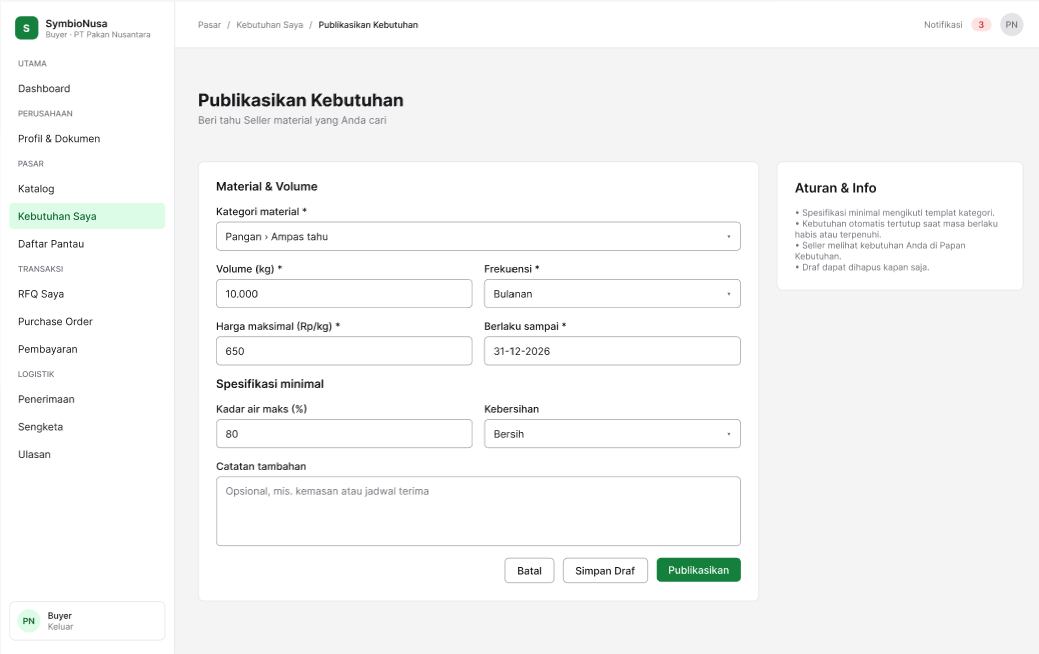 S
SymbioNusa
Buyer · PT Pakan Nusantara
UTAMA
Dashboard
PERUSAHAAN
Profil & Dokumen
PASAR
Katalog
Kebutuhan Saya
Daftar Pantau
TRANSAKSI
RFQ Saya
Purchase Order
Pembayaran
LOGISTIK
Penerimaan
Sengketa
Ulasan
PN
Buyer
Keluar
Pasar / Kebutuhan Saya / Publikasikan Kebutuhan
Notifikasi 3 PN
Publikasikan Kebutuhan
Beri tahu Seller material yang Anda cari
Material & Volume
Kategori material *
Pangan › Ampas tahu
Volume (kg) *
10.000
Frekuensi *
Bulanan
Harga maksimal (Rp/kg) *
650
Berlaku sampai *
31-12-2026
Spesifikasi minimal
Kadar air maks (%)
80
Kebersihan
Bersih
Catatan tambahan
Opsional, mis. kemasan atau jadwal terima
Batal
Simpan Draf
Publikasikan
Aturan & Info
• Spesifikasi minimal mengikuti templat kategori.
• Kebutuhan otomatis tertutup saat masa berlaku
habis atau terpenuhi.
• Seller melihat kebutuhan Anda di Papan
Kebutuhan.
• Draf dapat dihapus kapan saja.